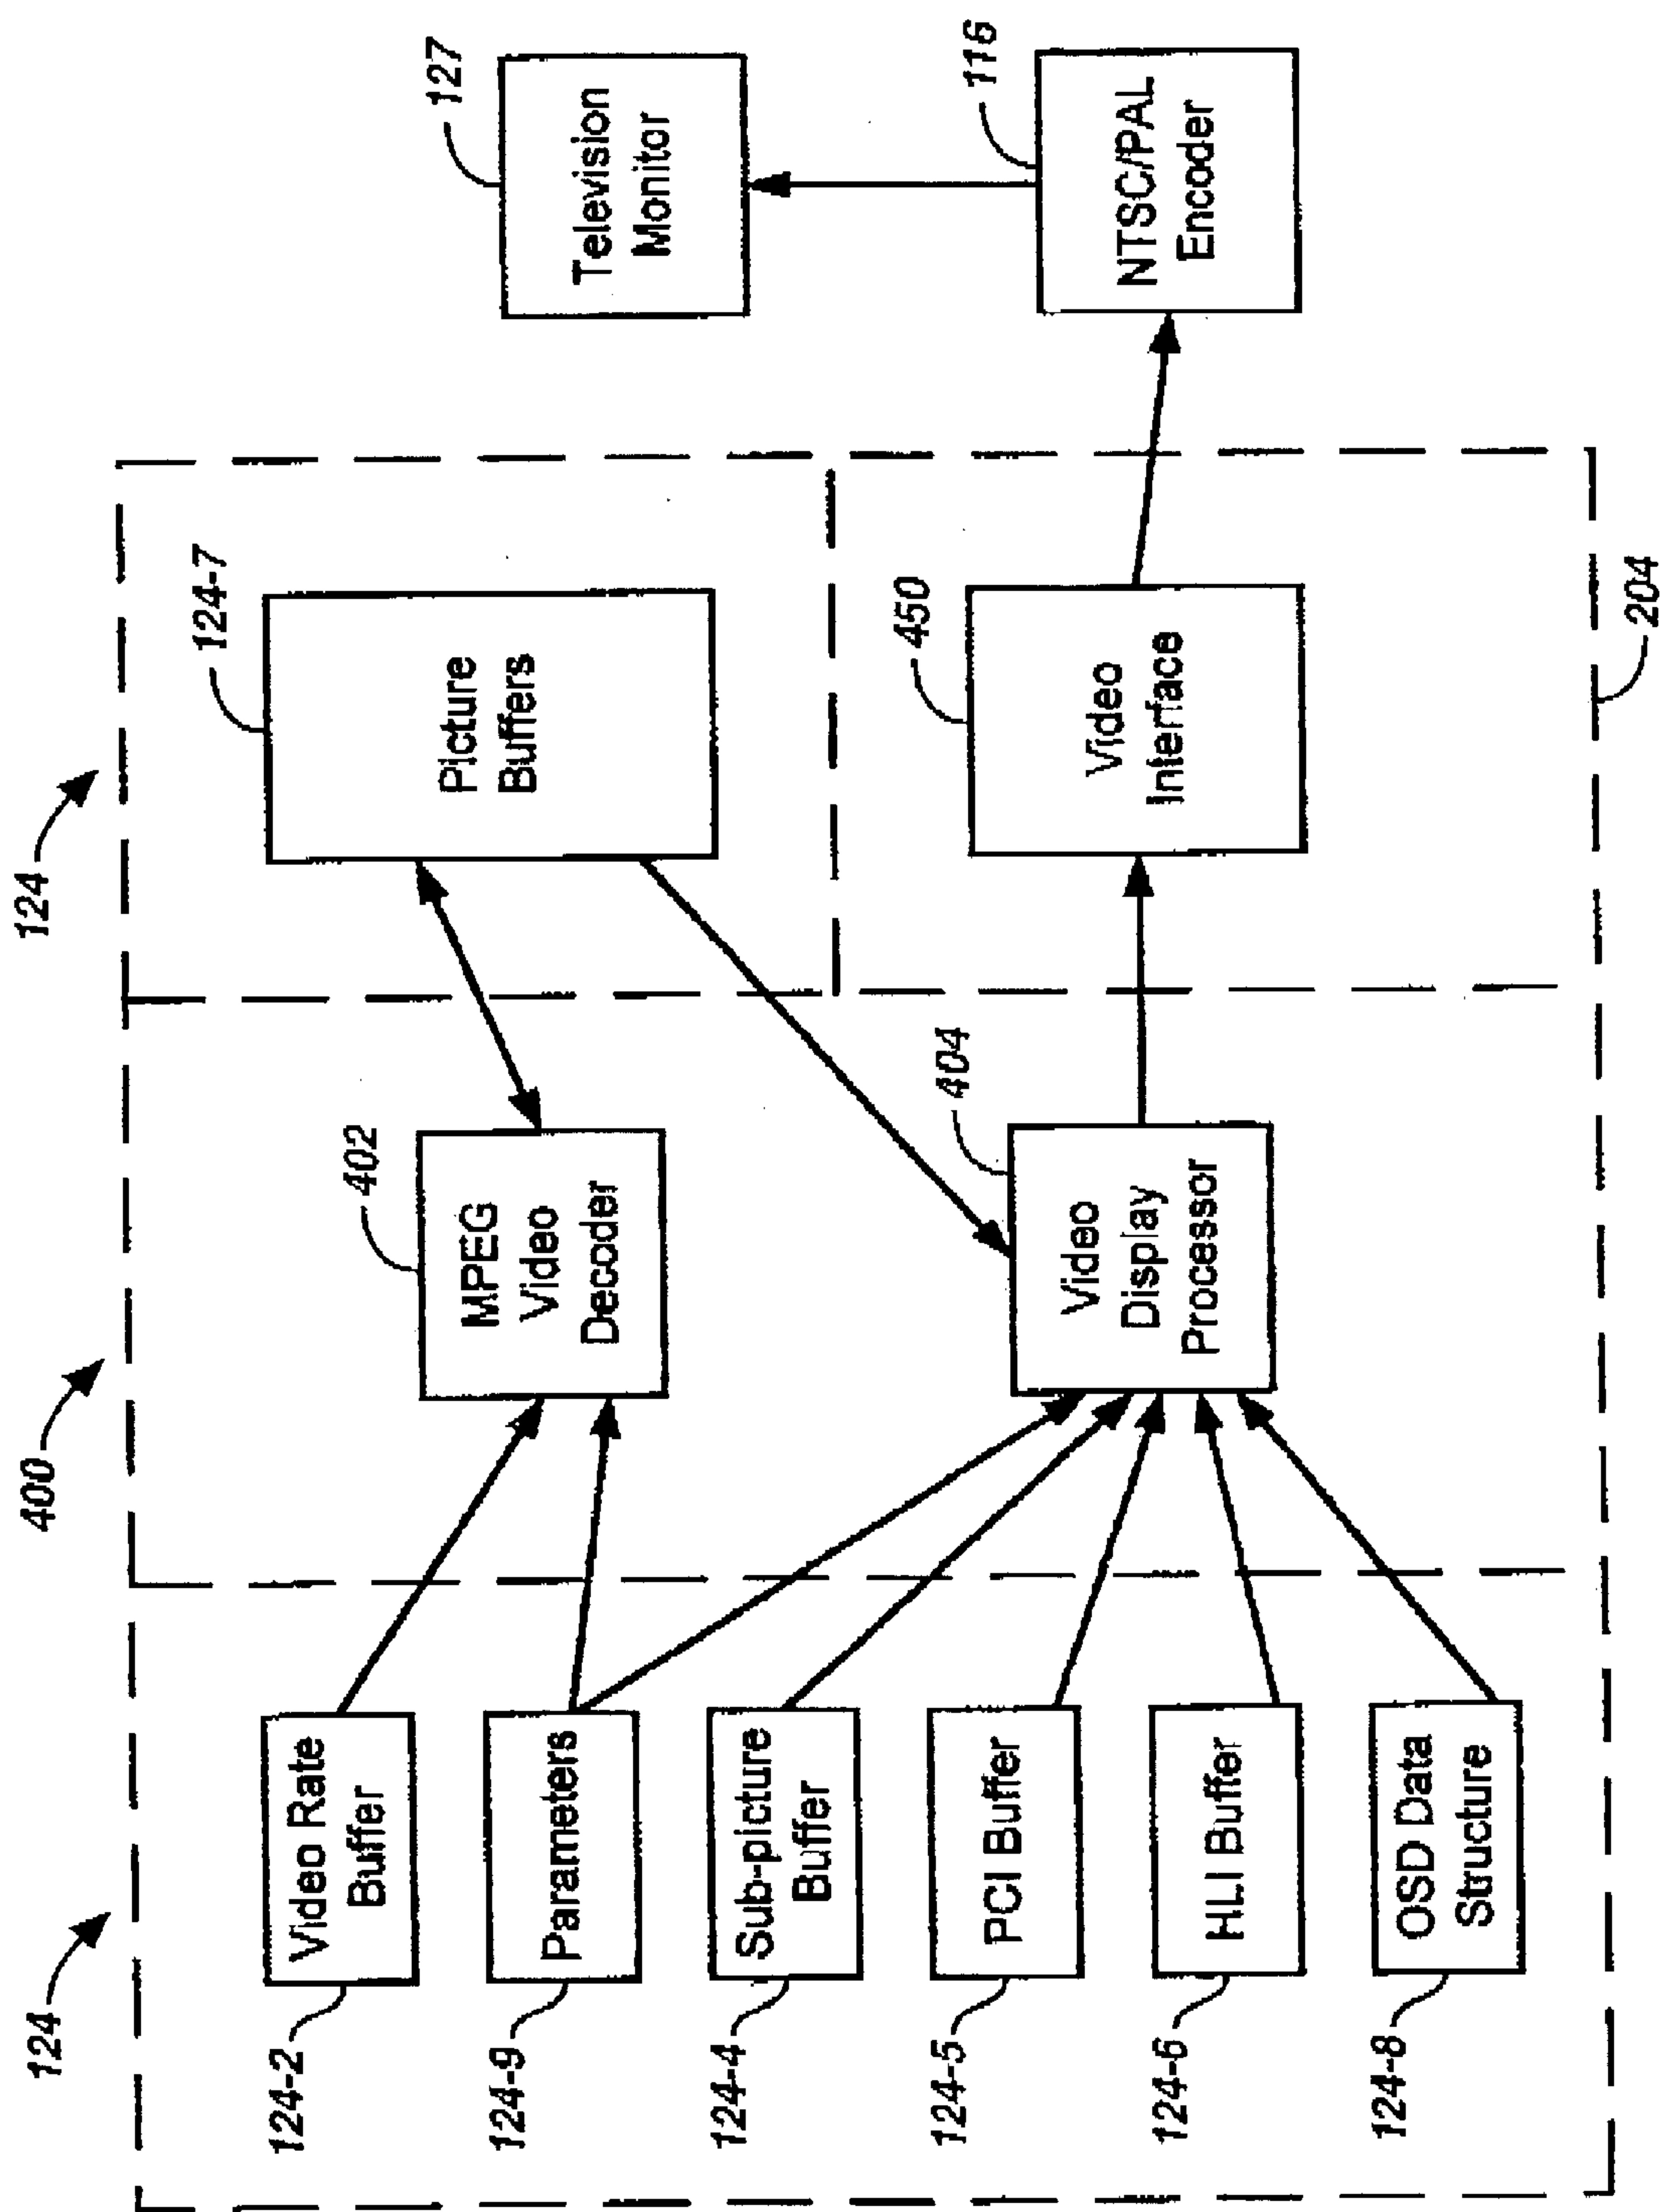 124
400
124
124-2
Video Rate
Buffer
124-9
Parameters
124-4
Sub-picture
Buffer
124-5
PCI Buffer
124-6
HLI Buffer
124-8
OSD Data
Structure
402
MPEG
Video
Decoder
404
Video
Display
Processor
124-7
Picture
Buffers
450
Video
Interface
204
127
Television
Monitor
116
NTSC/PAL
Encoder